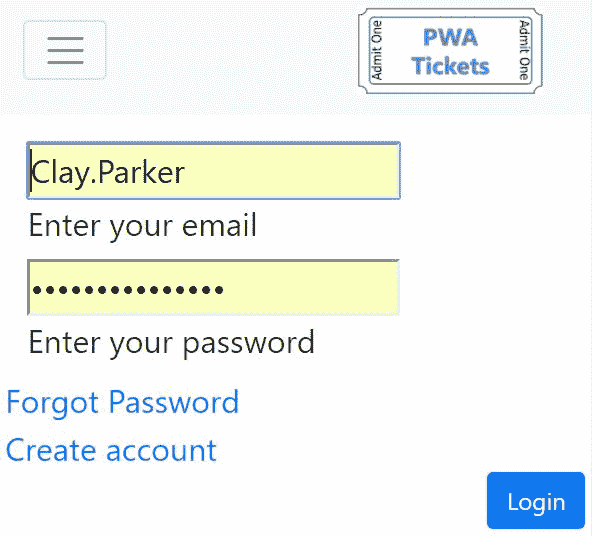 Admit One
PWA
Tickets
Admit One
Clay.Parker
Enter your email
•••••••••••••••
Enter your password
Forgot Password
Create account
Login